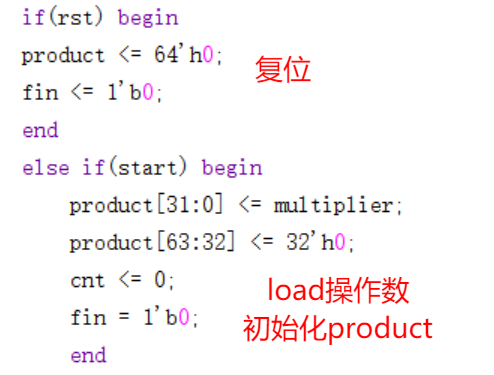 if(rst) begin
product <= 64'h0;
复位
fin <= 1'b0;
end
else if(start) begin
product[31:0] <= multiplier;
product[63:32] <= 32'h0;
cnt <= 0;
load操作数
fin = 1'b0;
初始化product
end